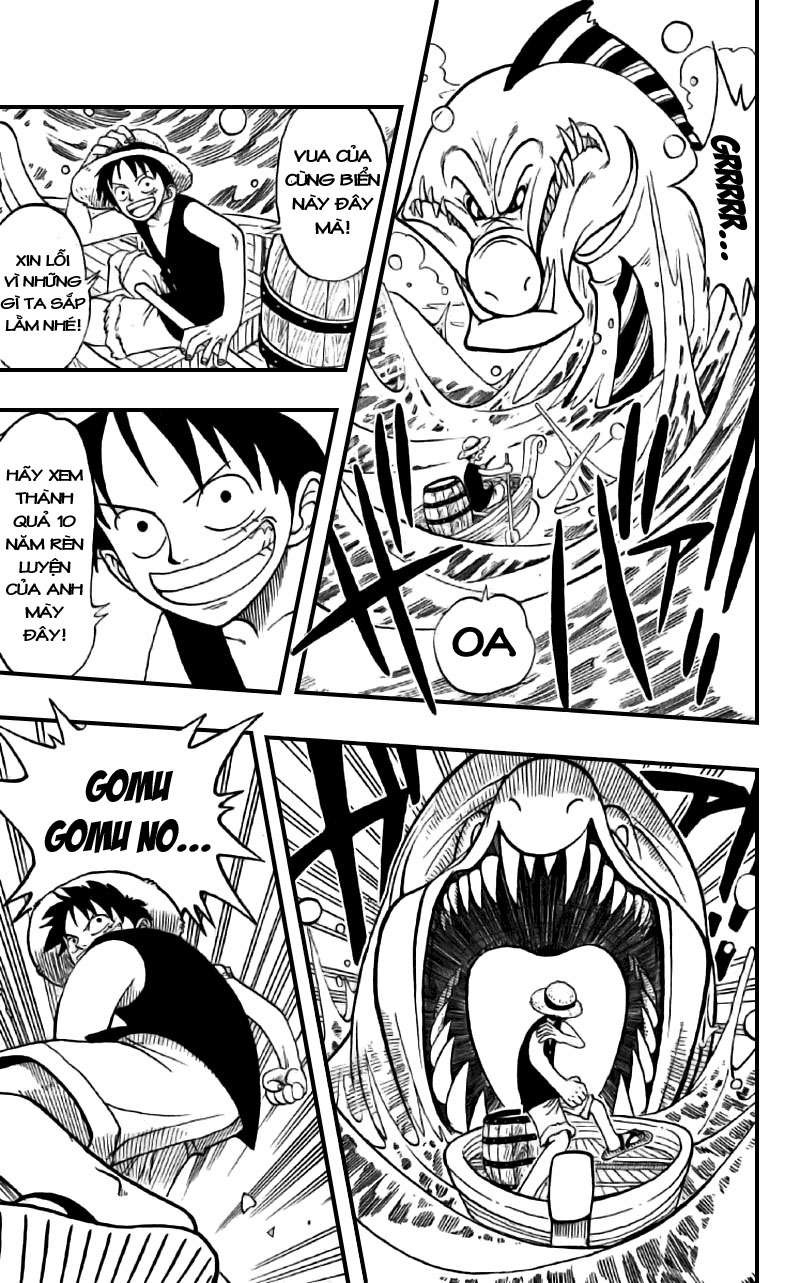 GRRRRR...
OA
VUA CỦA
CÙNG BIỂN
NÀY ĐÂY
MÀ!
XIN LỖI
VÌ NHỮNG
GÌ TA SẮP
LẰM NHÉ!
HÃY XEM
THÀNH
QUẢ 10
NĂM RÈN
LUYỆN
CỦA ANH
MÀY
ĐÂY!
GOMU
GOMU NO...